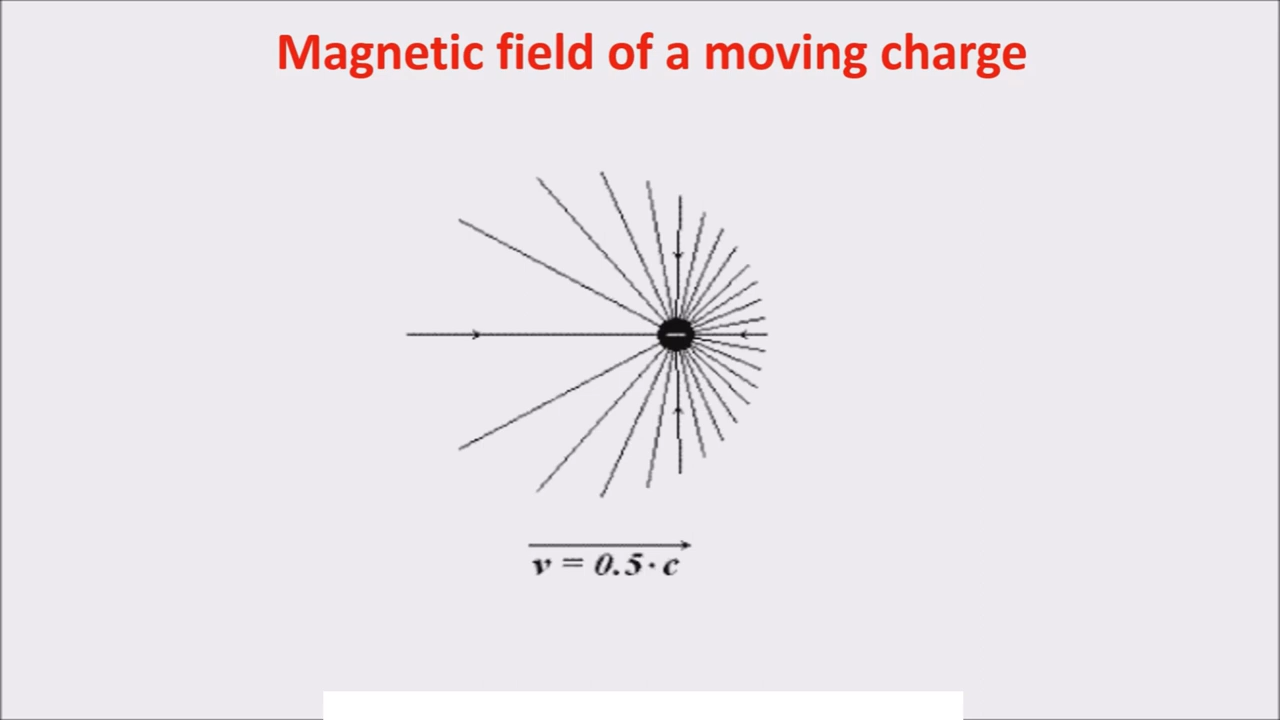 Magnetic field of a moving charge
−
v = 0.5·c